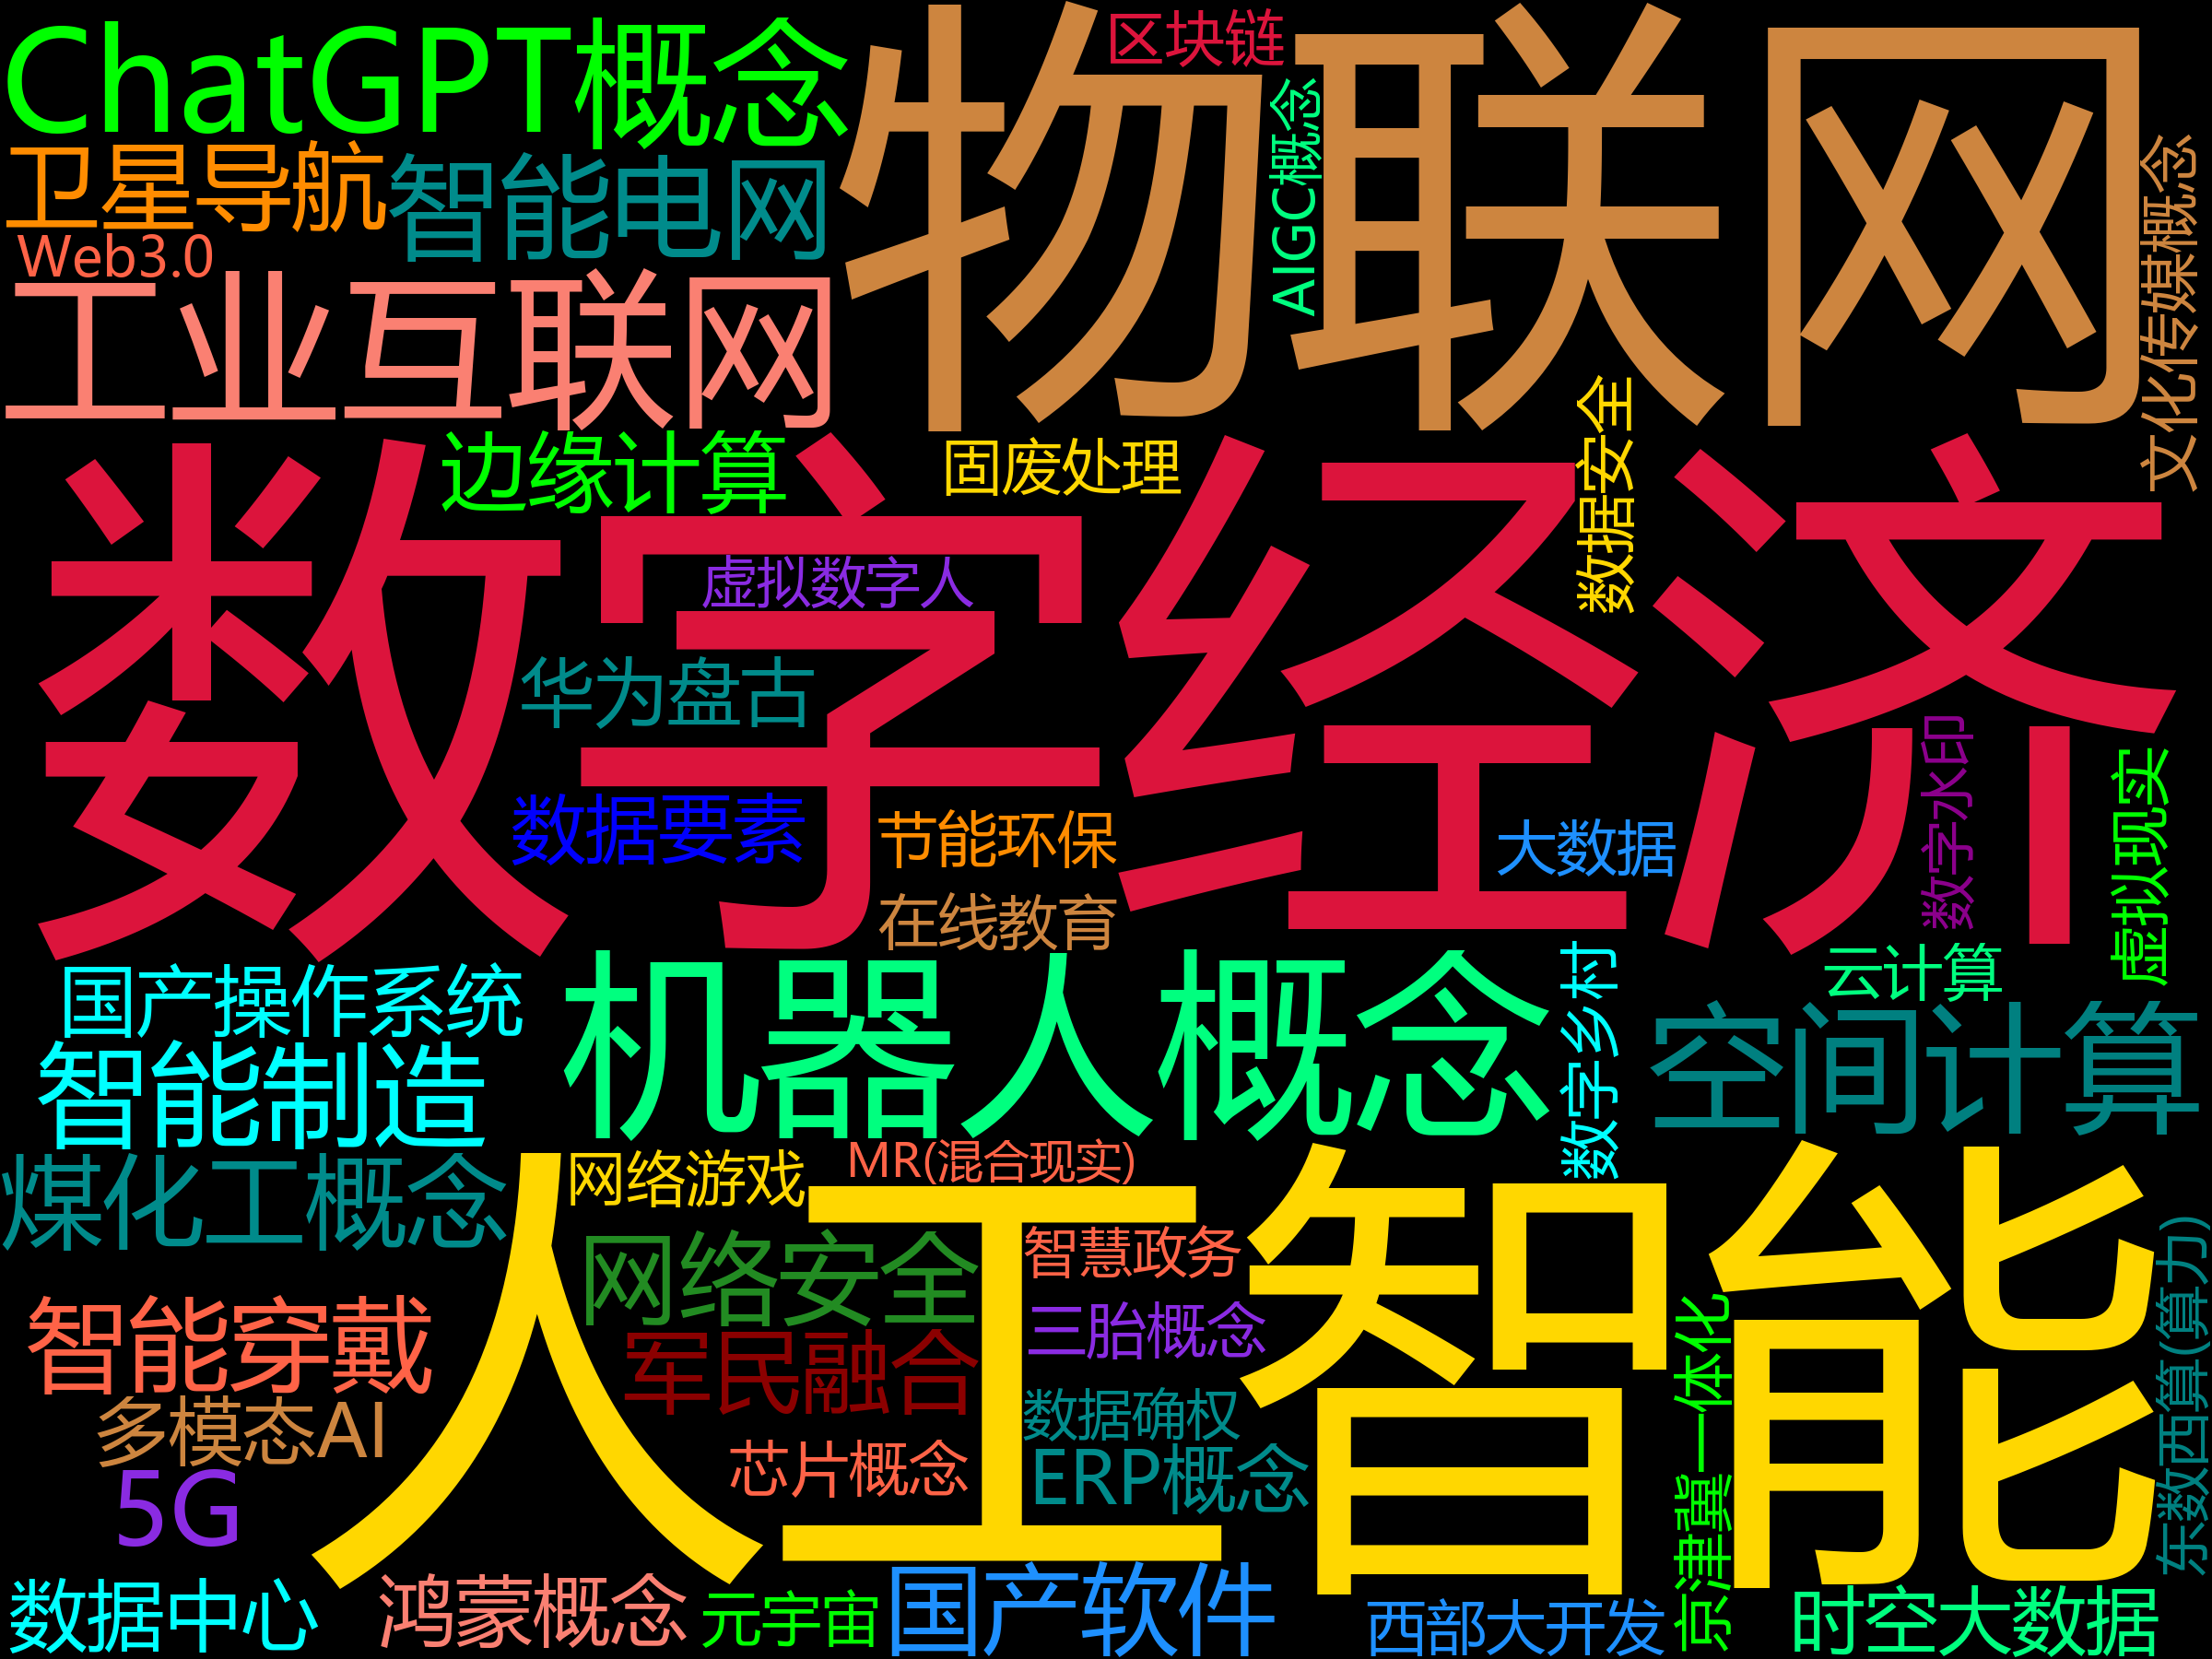 ChatGPT概念
物联网
区块链
AIGC概念
文化传媒概念
卫星导航
智能电网
Web3.0
工业互联网
数据安全
边缘计算
固废处理
数字经济
虚拟数字人
华为盘古
数据要素
节能环保
大数据
数字水印
虚拟现实
在线教育
国产操作系统
机器人概念
数字乡村
云计算
空间计算
智能制造
煤化工概念
网络游戏
MR(混合现实)
人工智能
网络安全
智慧政务
东数西算(算力)
智能穿戴
军民融合
三胎概念
京津冀一体化
多模态AI
数据确权
芯片概念
ERP概念
5G
数据中心
鸿蒙概念
元宇宙
国产软件
西部大开发
时空大数据